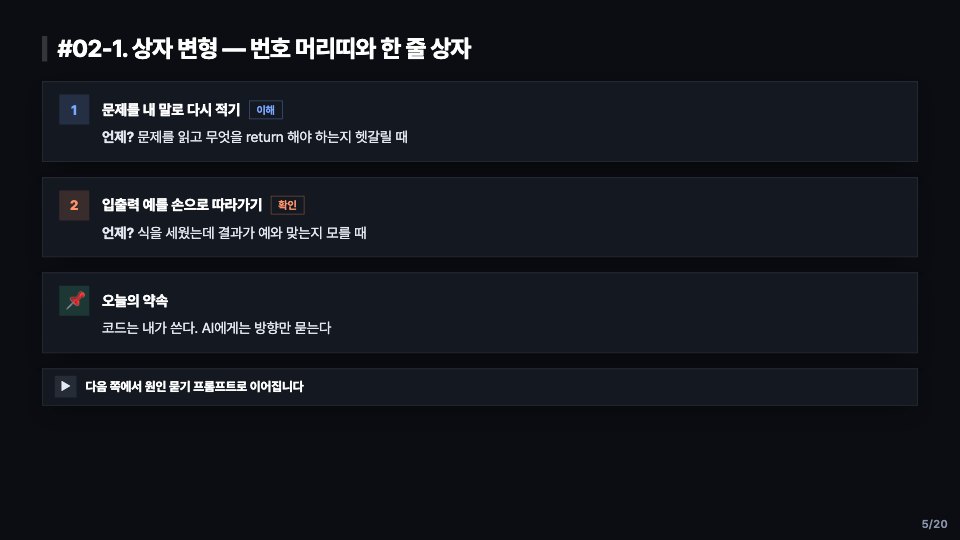 #02-1. 상자 변형 — 번호 머리띠와 한 줄 상자
1 문제를 내 말로 다시 적기 이해
언제? 문제를 읽고 무엇을 return 해야 하는지 헷갈릴 때
2 입출력 예를 손으로 따라가기 확인
언제? 식을 세웠는데 결과가 예와 맞는지 모를 때
📌 오늘의 약속
코드는 내가 쓴다. AI에게는 방향만 묻는다
▶ 다음 쪽에서 원인 묻기 프롬프트로 이어집니다
5/20